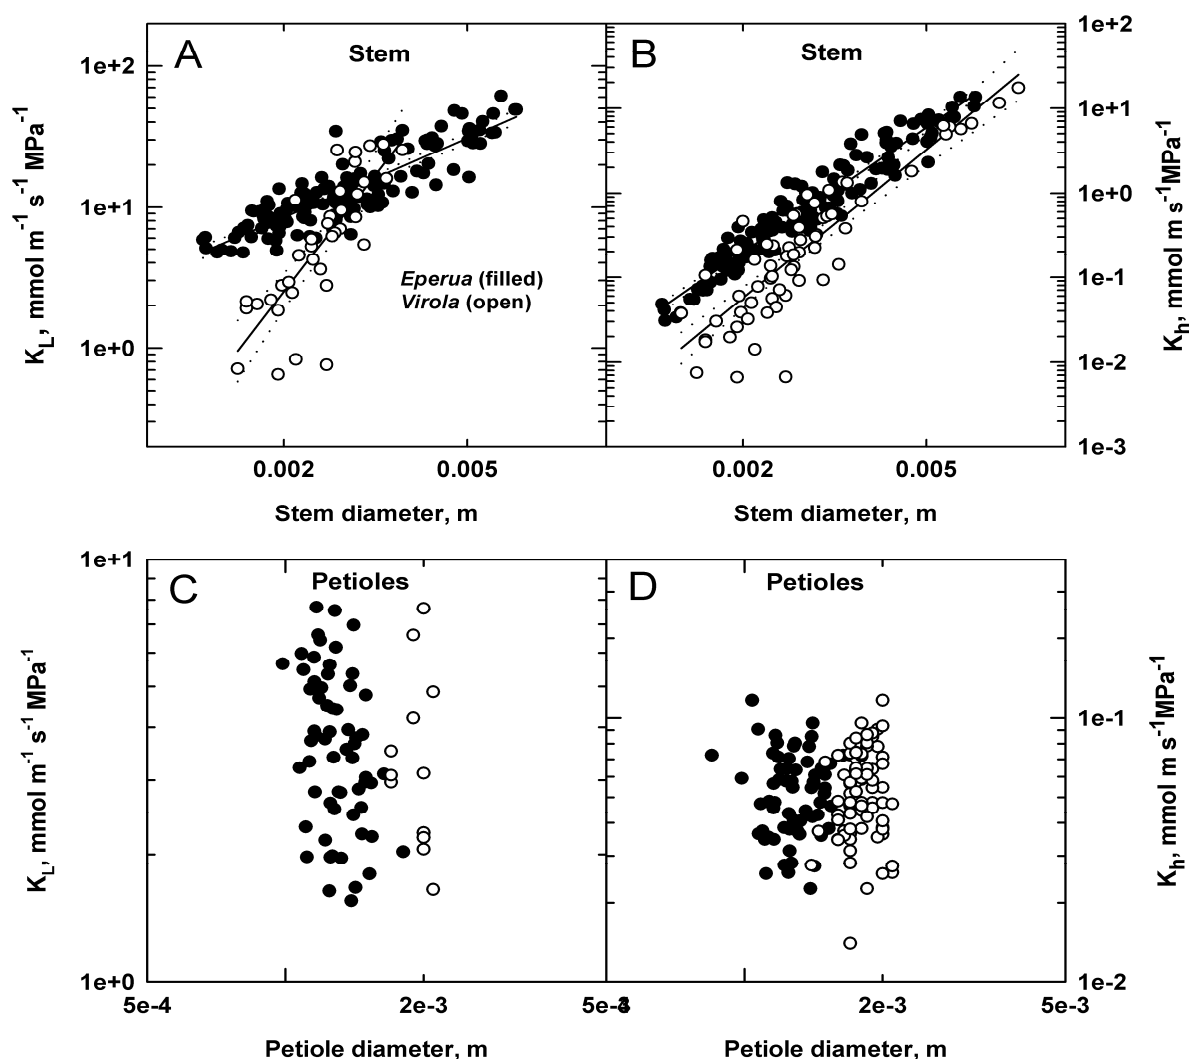 A
Stem
1e+2
1e+1
1e+0
K_L, mmol m^-1 s^-1 MPa^-1
Eperua (filled)
Virola (open)
0.002
0.005
Stem diameter, m
B
Stem
1e+2
1e+1
1e+0
1e-1
1e-2
1e-3
K_h, mmol m s^-1MPa^-1
0.002
0.005
Stem diameter, m
C
Petioles
1e+1
1e+0
K_L, mmol m^-1 s^-1 MPa^-1
5e-4
2e-3
Petiole diameter, m
D
Petioles
1e-1
1e-2
K_h, mmol m s^-1MPa^-1
2e-3
5e-3
Petiole diameter, m